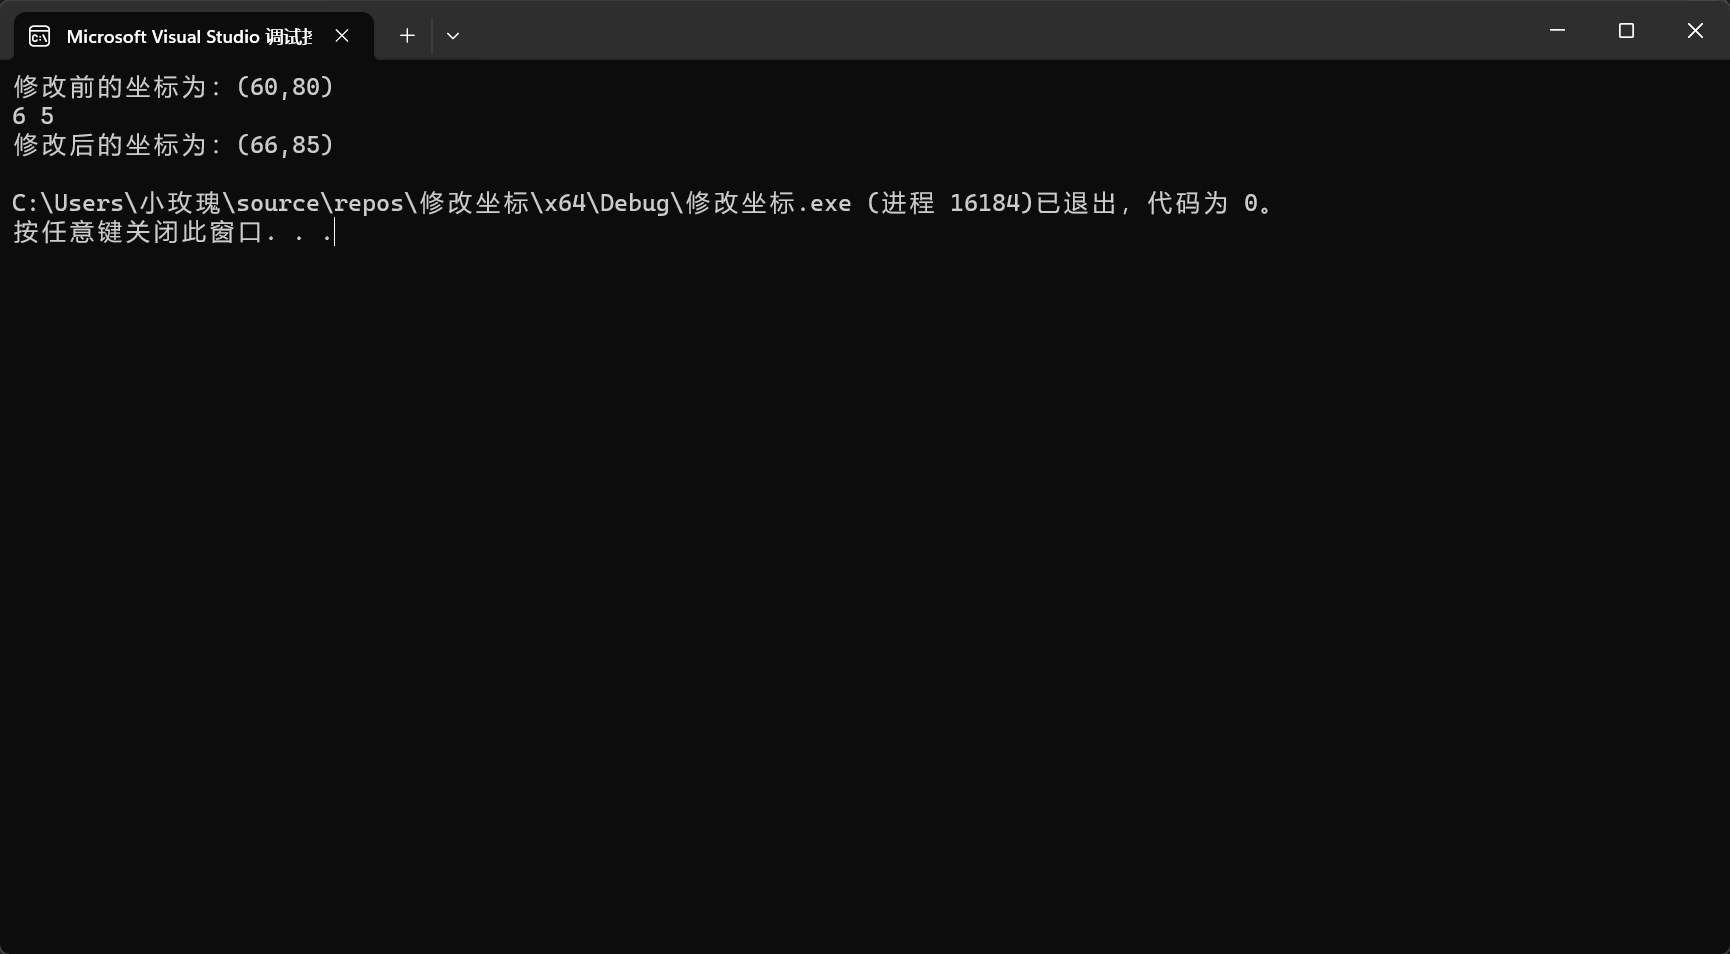 Microsoft Visual Studio 调试
修改前的坐标为：(60,80)
6 5
修改后的坐标为：(66,85)
C:\Users\小玫瑰\source\repos\修改坐标\x64\Debug\修改坐标.exe (进程 16184)已退出，代码为 0。
按任意键关闭此窗口. . .